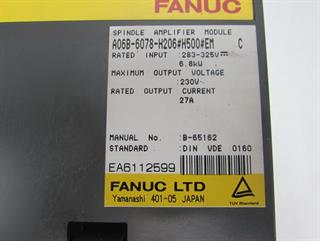 FANUC
SPINDLE AMPLIFIER MODULE
A06B-6078-H206#H500#EM C
RATED INPUT :283-325V⎓
6.8kW
MAXIMUM OUTPUT VOLTAGE
:230V~
RATED OUTPUT CURRENT
27A
MANUAL No. :B-65162
STANDARD :DIN VDE 0160
EA6112599
FANUC LTD
Yamanashi 401-05 JAPAN
TUV Rheinland